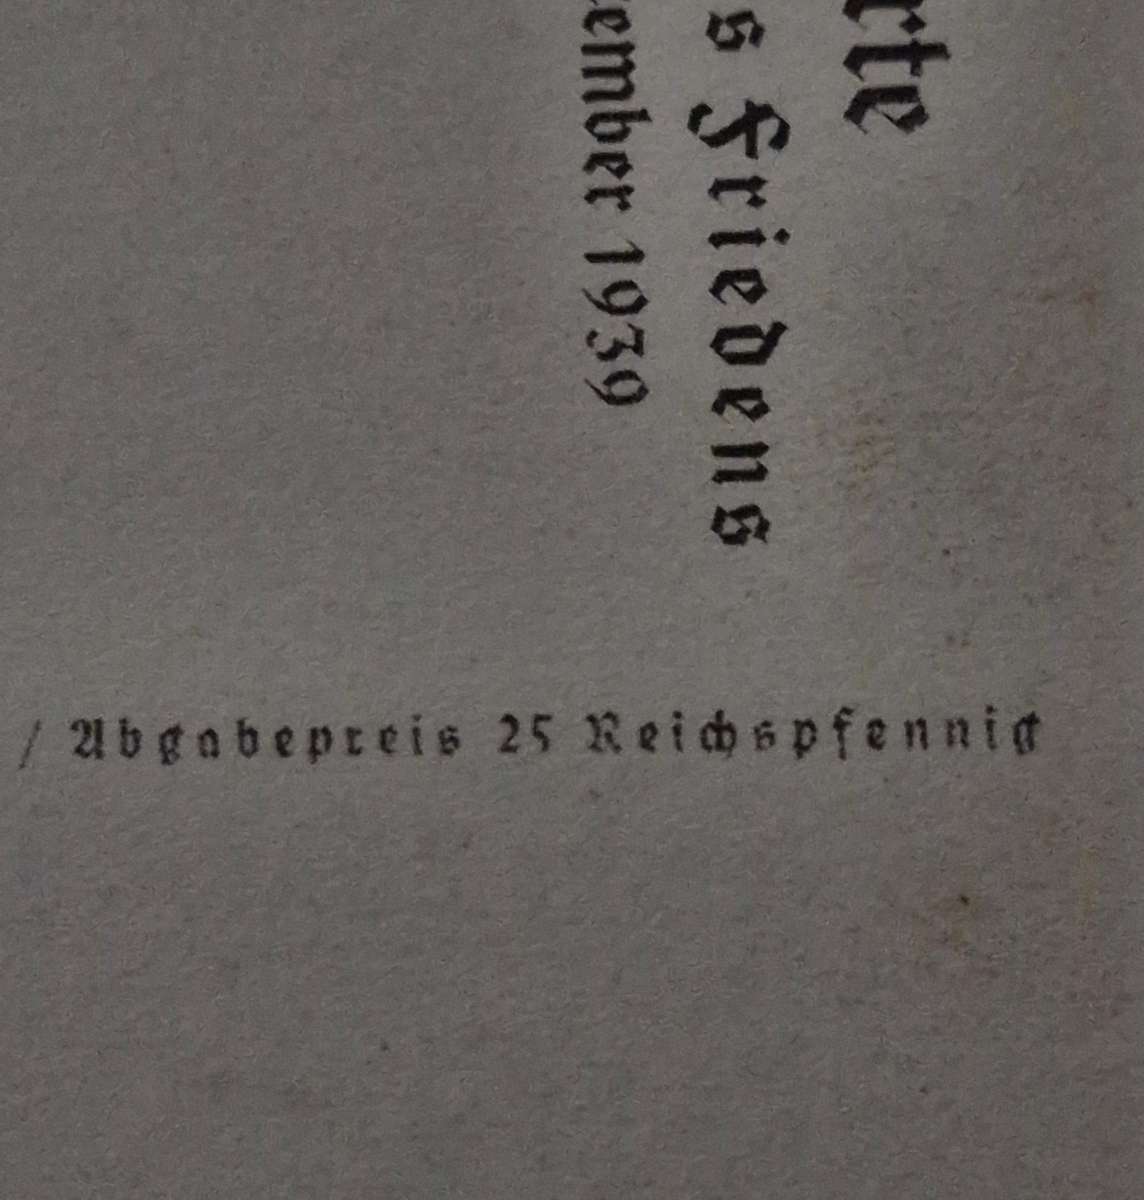 rte
s Friedens
ember 1939
/ Abgabepreis 25 Reichspfennig